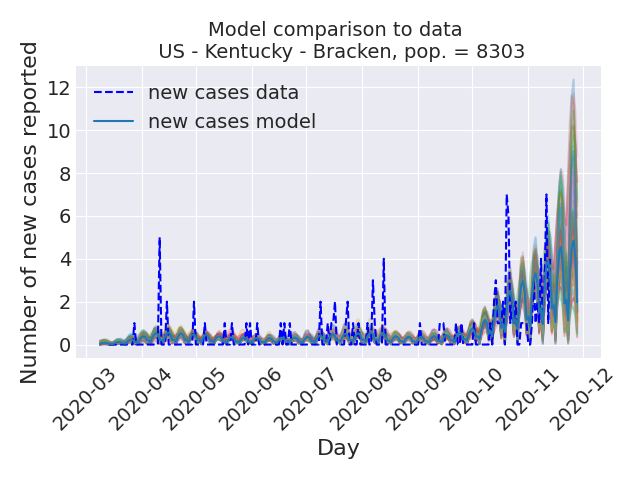 Model comparison to data
US - Kentucky - Bracken, pop. = 8303
Number of new cases reported
12
10
8
6
4
2
0
new cases data
new cases model
2020-03
2020-04
2020-05
2020-06
2020-07
2020-08
2020-09
2020-10
2020-11
2020-12
Day